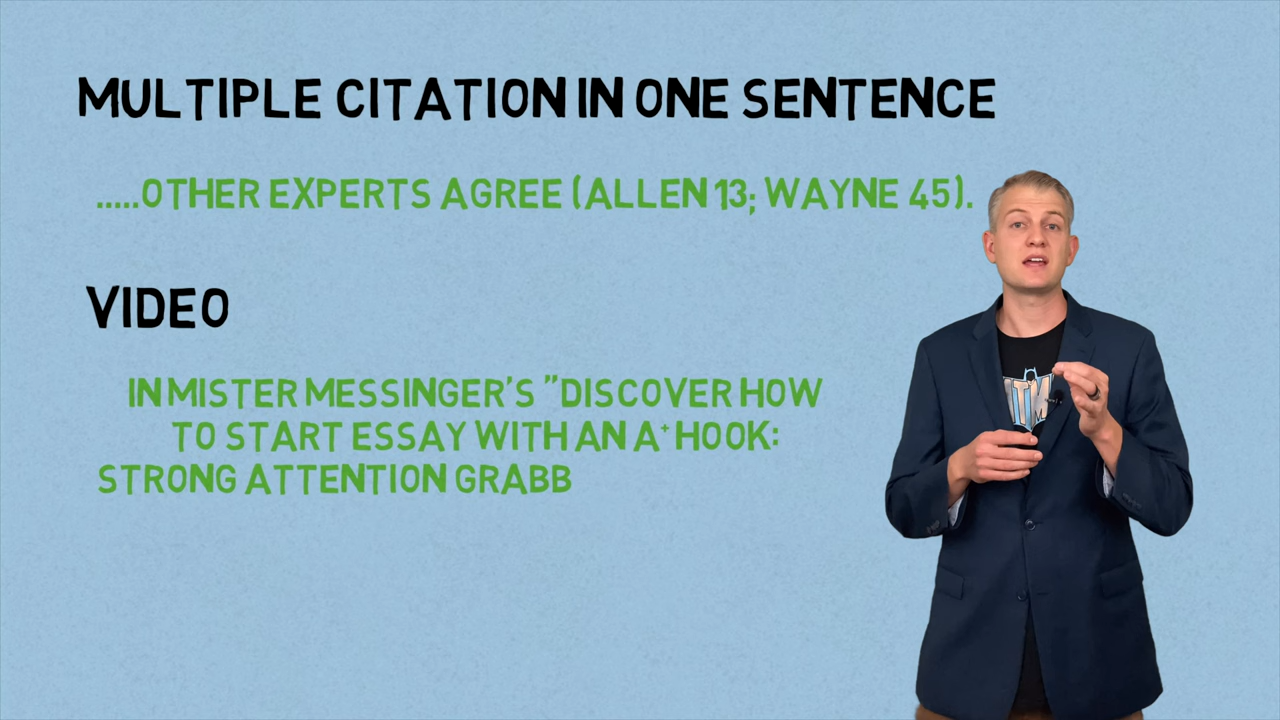 MULTIPLE CITATION IN ONE SENTENCE
.....OTHER EXPERTS AGREE (ALLEN 13; WAYNE 45).
VIDEO
IN MISTER MESSINGER'S "DISCOVER HOW
TO START ESSAY WITH AN A+ HOOK:
STRONG ATTENTION GRABB